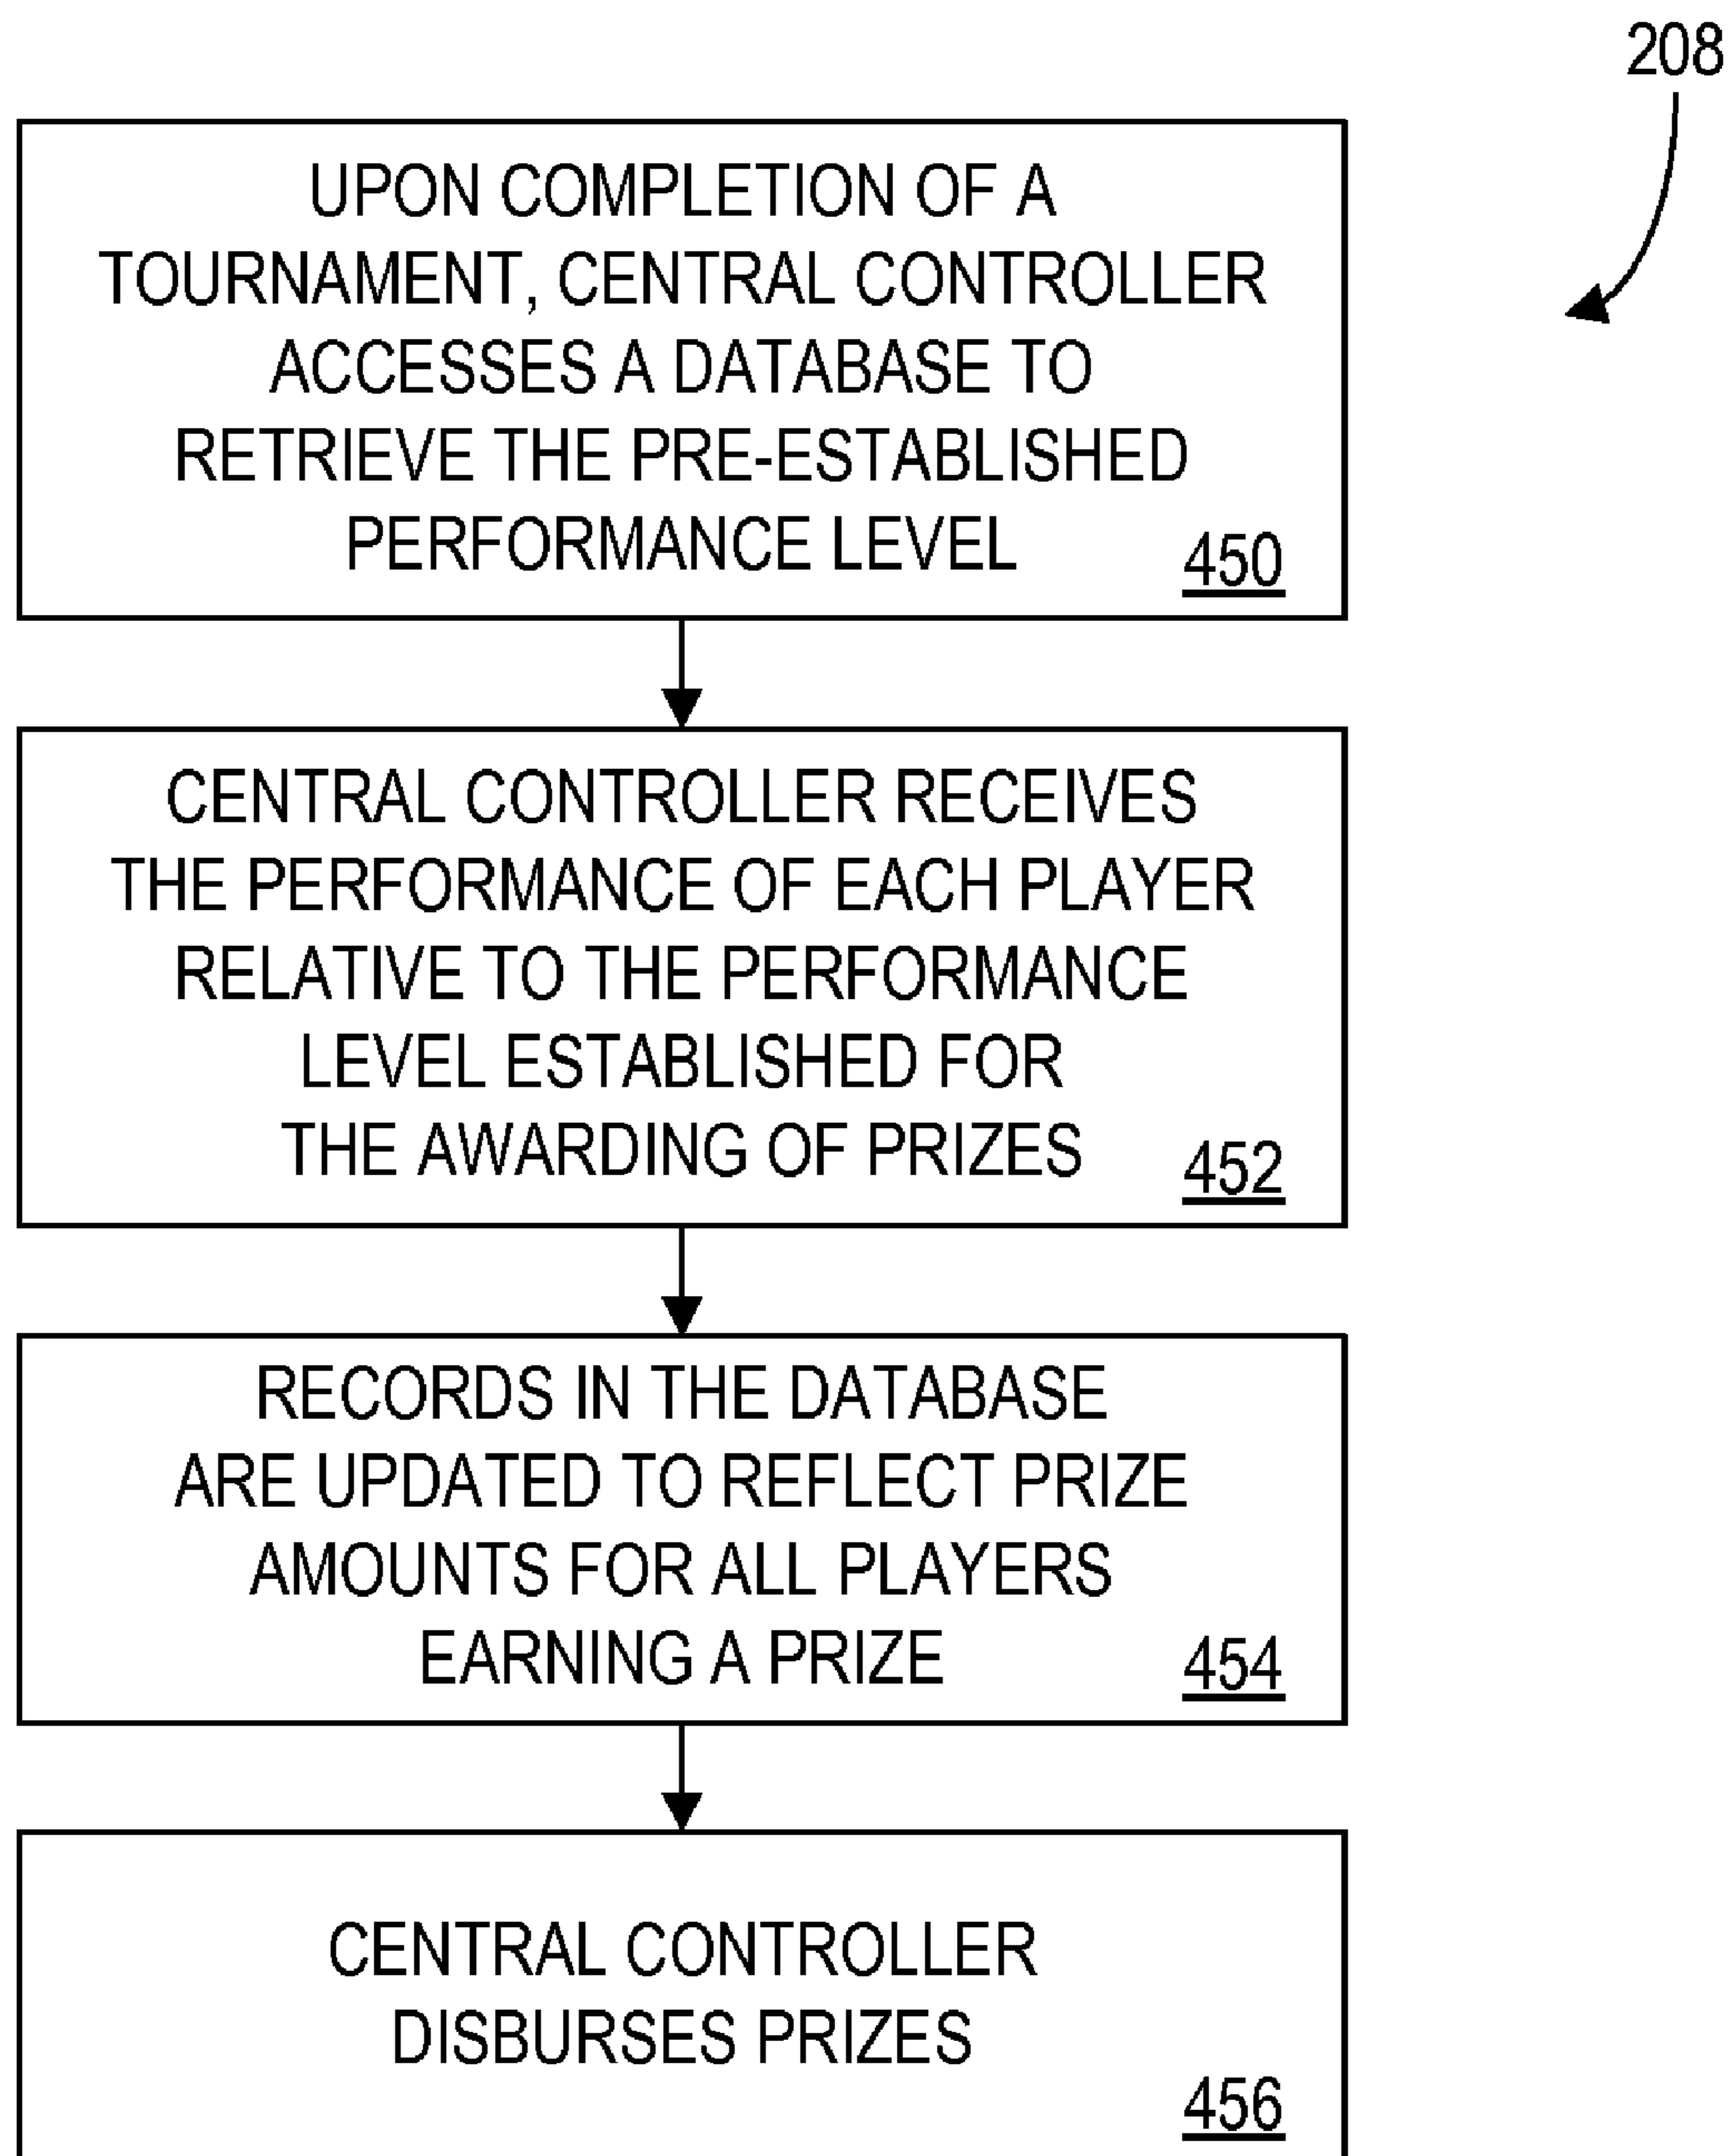 208
UPON COMPLETION OF A
TOURNAMENT, CENTRAL CONTROLLER
ACCESSES A DATABASE TO
RETRIEVE THE PRE-ESTABLISHED
PERFORMANCE LEVEL
450
CENTRAL CONTROLLER RECEIVES
THE PERFORMANCE OF EACH PLAYER
RELATIVE TO THE PERFORMANCE
LEVEL ESTABLISHED FOR
THE AWARDING OF PRIZES
452
RECORDS IN THE DATABASE
ARE UPDATED TO REFLECT PRIZE
AMOUNTS FOR ALL PLAYERS
EARNING A PRIZE
454
CENTRAL CONTROLLER
DISBURSES PRIZES
456